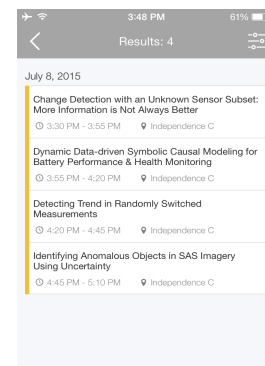 3:48 PM
61%
Results: 4
July 8, 2015
Change Detection with an Unknown Sensor Subset:
More Information is Not Always Better
3:30 PM - 3:55 PM Independence C
Dynamic Data-driven Symbolic Causal Modeling for
Battery Performance & Health Monitoring
3:55 PM - 4:20 PM Independence C
Detecting Trend in Randomly Switched
Measurements
4:20 PM - 4:45 PM Independence C
Identifying Anomalous Objects in SAS Imagery
Using Uncertainty
4:45 PM - 5:10 PM Independence C